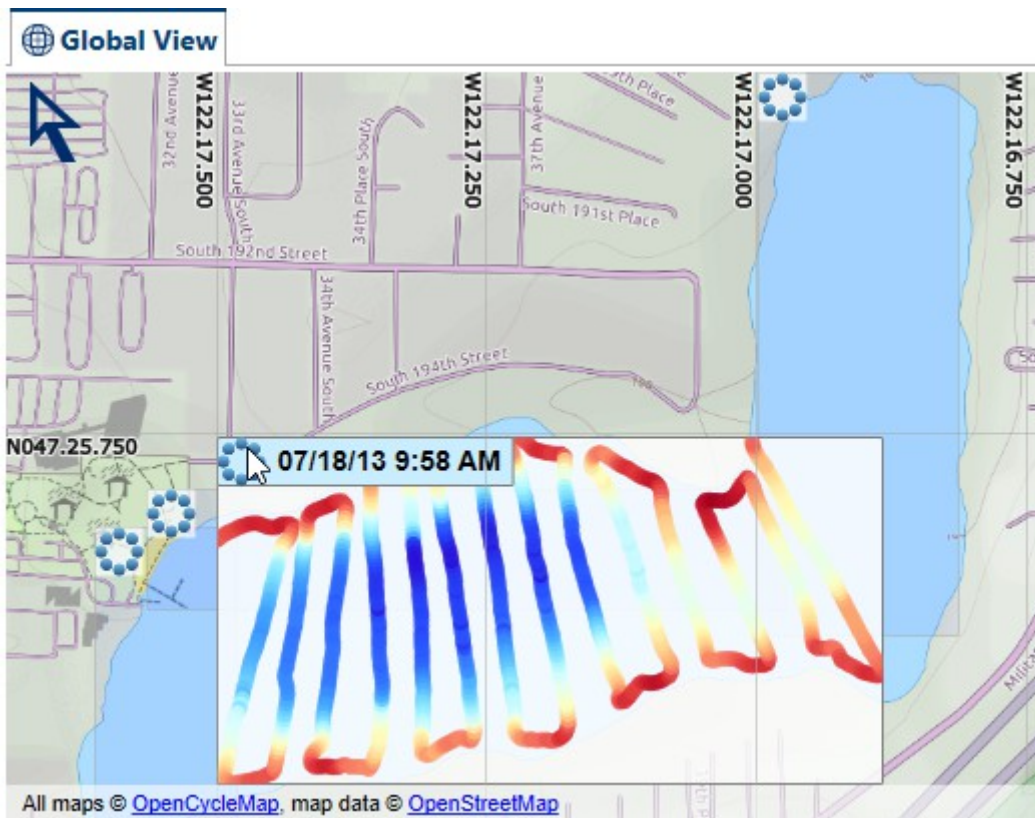 Global View
W122.17.500
W122.17.250
W122.17.000
W122.16.750
32nd Avenue
33rd Avenue South
34th Place South
37th Avenue
Place
South 191st Place
South 192nd Street
34th Avenue South
South 194th Street
N047.25.750
07/18/13 9:58 AM
All maps © OpenCycleMap, map data © OpenStreetMap